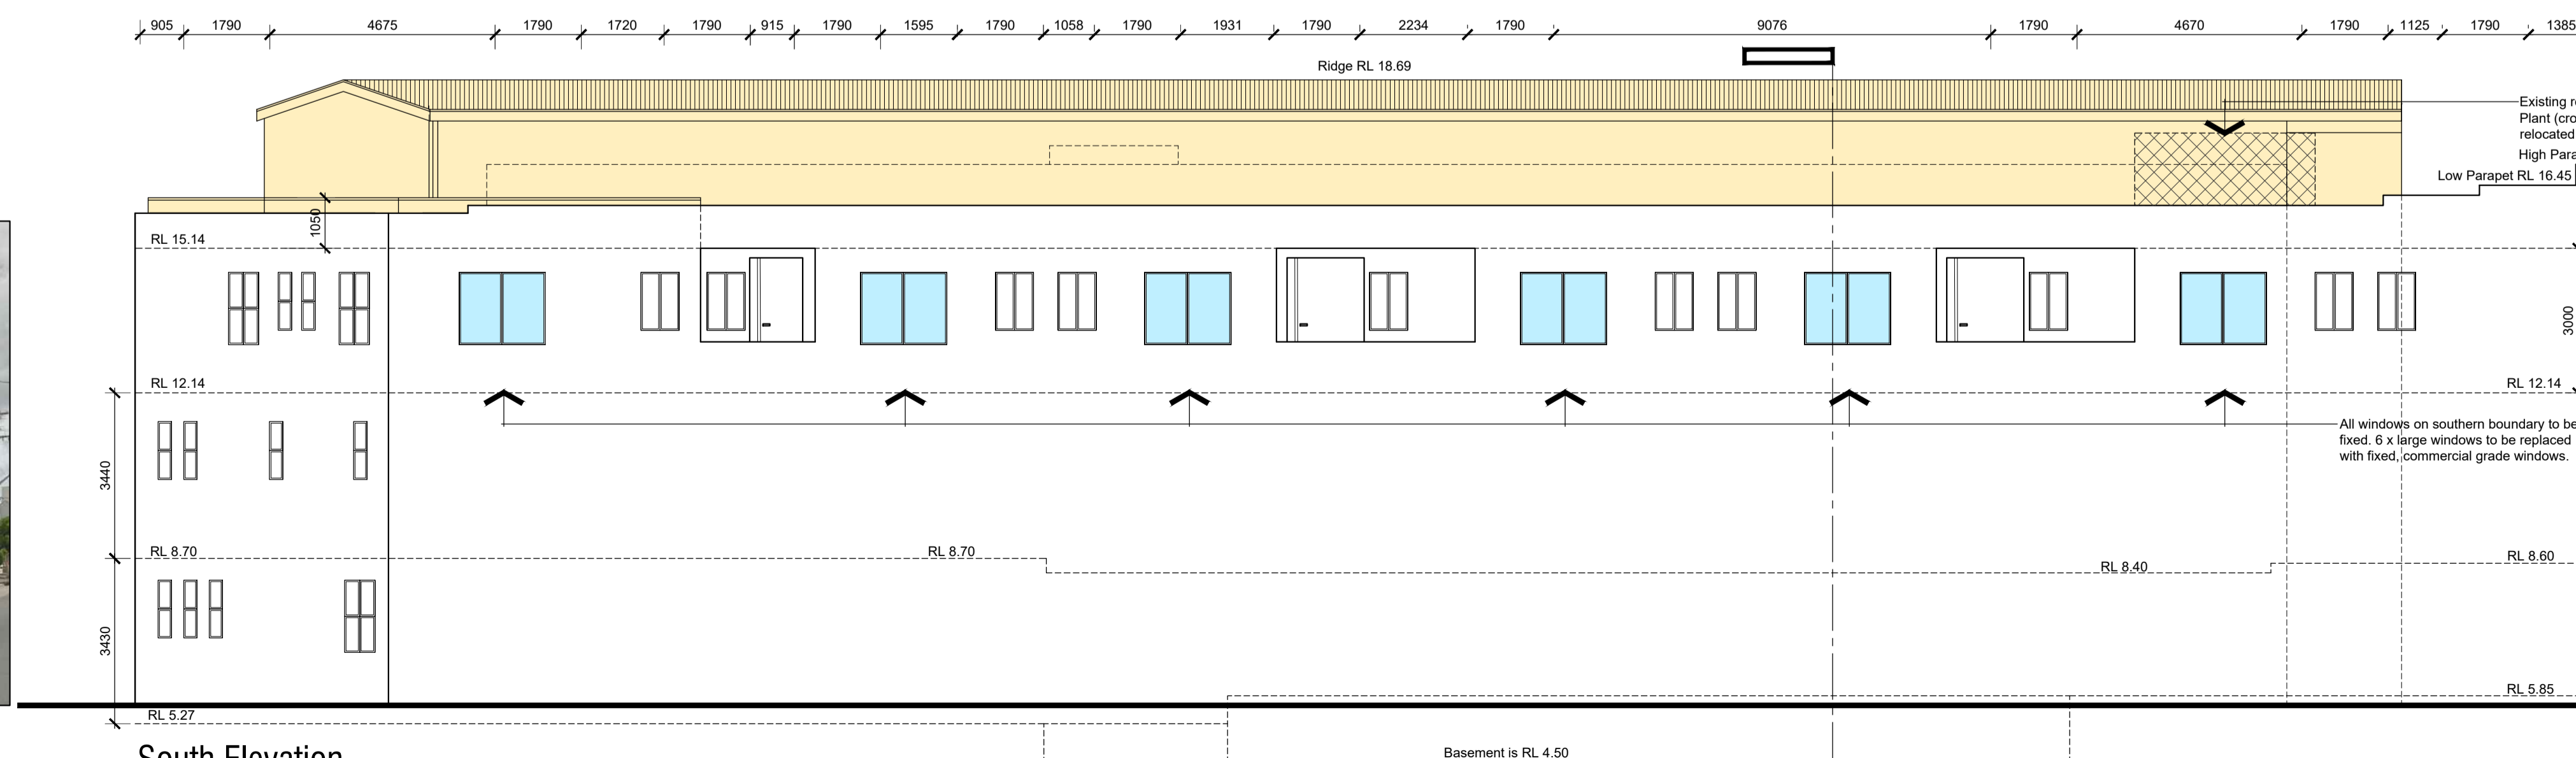 905 1790 4675 1790 1720 1790 915 1790 1595 1790 1058 1790 1931 1790 2234 1790 9076 1790 4670 1790 1125 1790 1385
Ridge RL 18.69
Existing
Plant
relocated
High
Low Parapet RL 16.45
1050
RL 15.14
3000
RL 12.14
RL 12.14
All windows on southern boundary to be
fixed. 6 x large windows to be replaced
with fixed, commercial grade windows.
3440
RL 8.70
RL 8.70
RL 8.40
RL 8.60
3430
RL 5.85
RL 5.27
South Elevation
Basement is RL 4.50